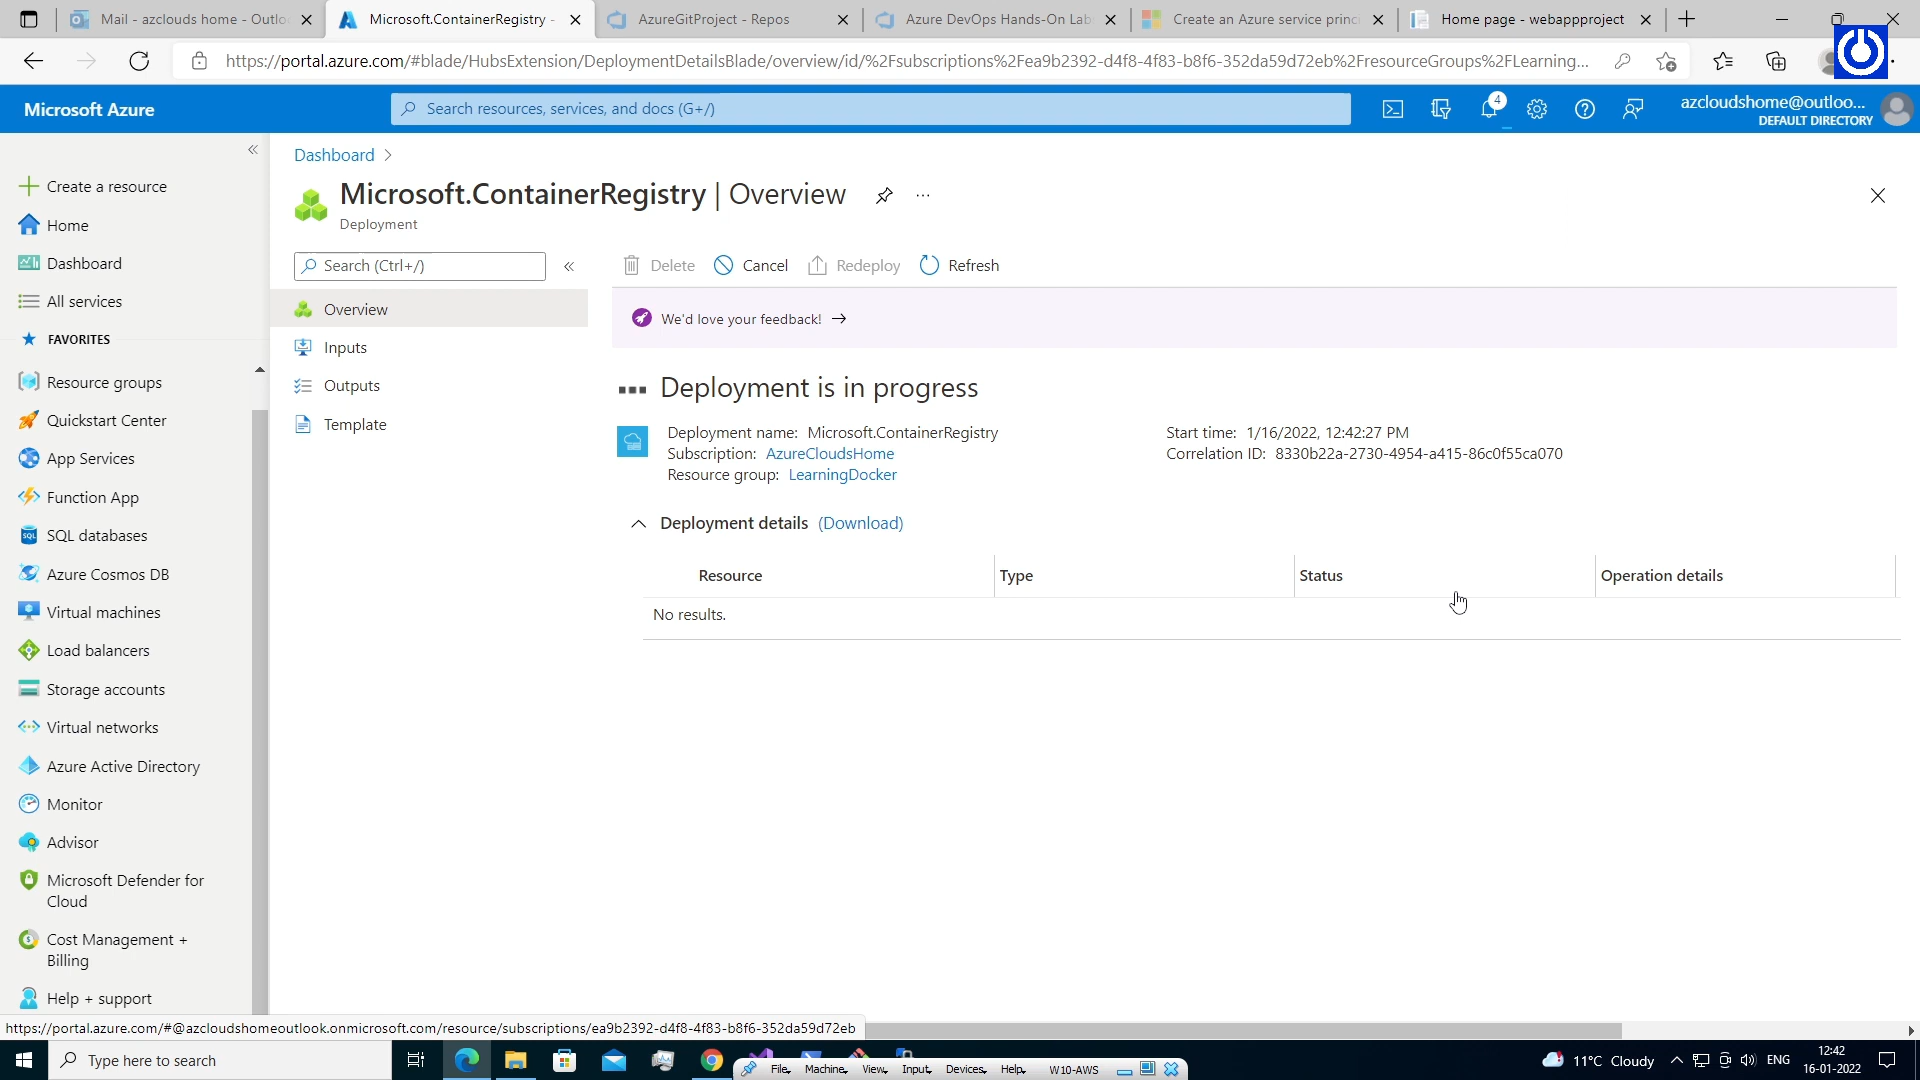 Mail - azclouds home - Outlo
Microsoft.ContainerRegistry -
AzureGitProject - Repos
Azure DevOps Hands-On Lab
Create an Azure service princ
Home page - webappproject
https://portal.azure.com/#blade/HubsExtension/DeploymentDetailsBlade/overview/id/%2Fsubscriptions%2Fea9b2392-d4f8-4f83-b8f6-352da59d72eb%2FresourceGroups%2FLearning...
Microsoft Azure
Search resources, services, and docs (G+/)
4
azcloudshome@outloo...
DEFAULT DIRECTORY
Create a resource
Home
Dashboard
All services
FAVORITES
Resource groups
Quickstart Center
App Services
Function App
SQL databases
Azure Cosmos DB
Virtual machines
Load balancers
Storage accounts
Virtual networks
Azure Active Directory
Monitor
Advisor
Microsoft Defender for
Cloud
Cost Management +
Billing
Help + support
Dashboard
Microsoft.ContainerRegistry | Overview
Deployment
Search (Ctrl+/)
Overview
Inputs
Outputs
Template
Delete
Cancel
Redeploy
Refresh
We'd love your feedback!
Deployment is in progress
Deployment name: Microsoft.ContainerRegistry
Subscription: AzureCloudsHome
Resource group: LearningDocker
Start time: 1/16/2022, 12:42:27 PM
Correlation ID: 8330b22a-2730-4954-a415-86c0f55ca070
Deployment details (Download)
Resource Type Status Operation details
No results.
https://portal.azure.com/#@azcloudshomeoutlook.onmicrosoft.com/resource/subscriptions/ea9b2392-d4f8-4f83-b8f6-352da59d72eb
Type here to search
File Machine View Input Devices Help W10-AWS
11°C Cloudy
ENG
12:42
16-01-2022